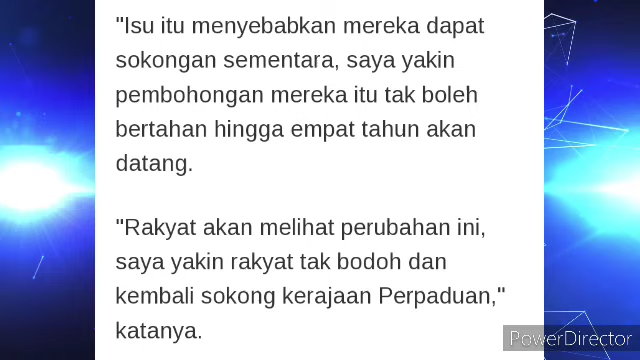 "Isu itu menyebabkan mereka dapat
sokongan sementara, saya yakin
pembohongan mereka itu tak boleh
bertahan hingga empat tahun akan
datang.
"Rakyat akan melihat perubahan ini,
saya yakin rakyat tak bodoh dan
kembali sokong kerajaan Perpaduan,"
katanya.
PowerDirector